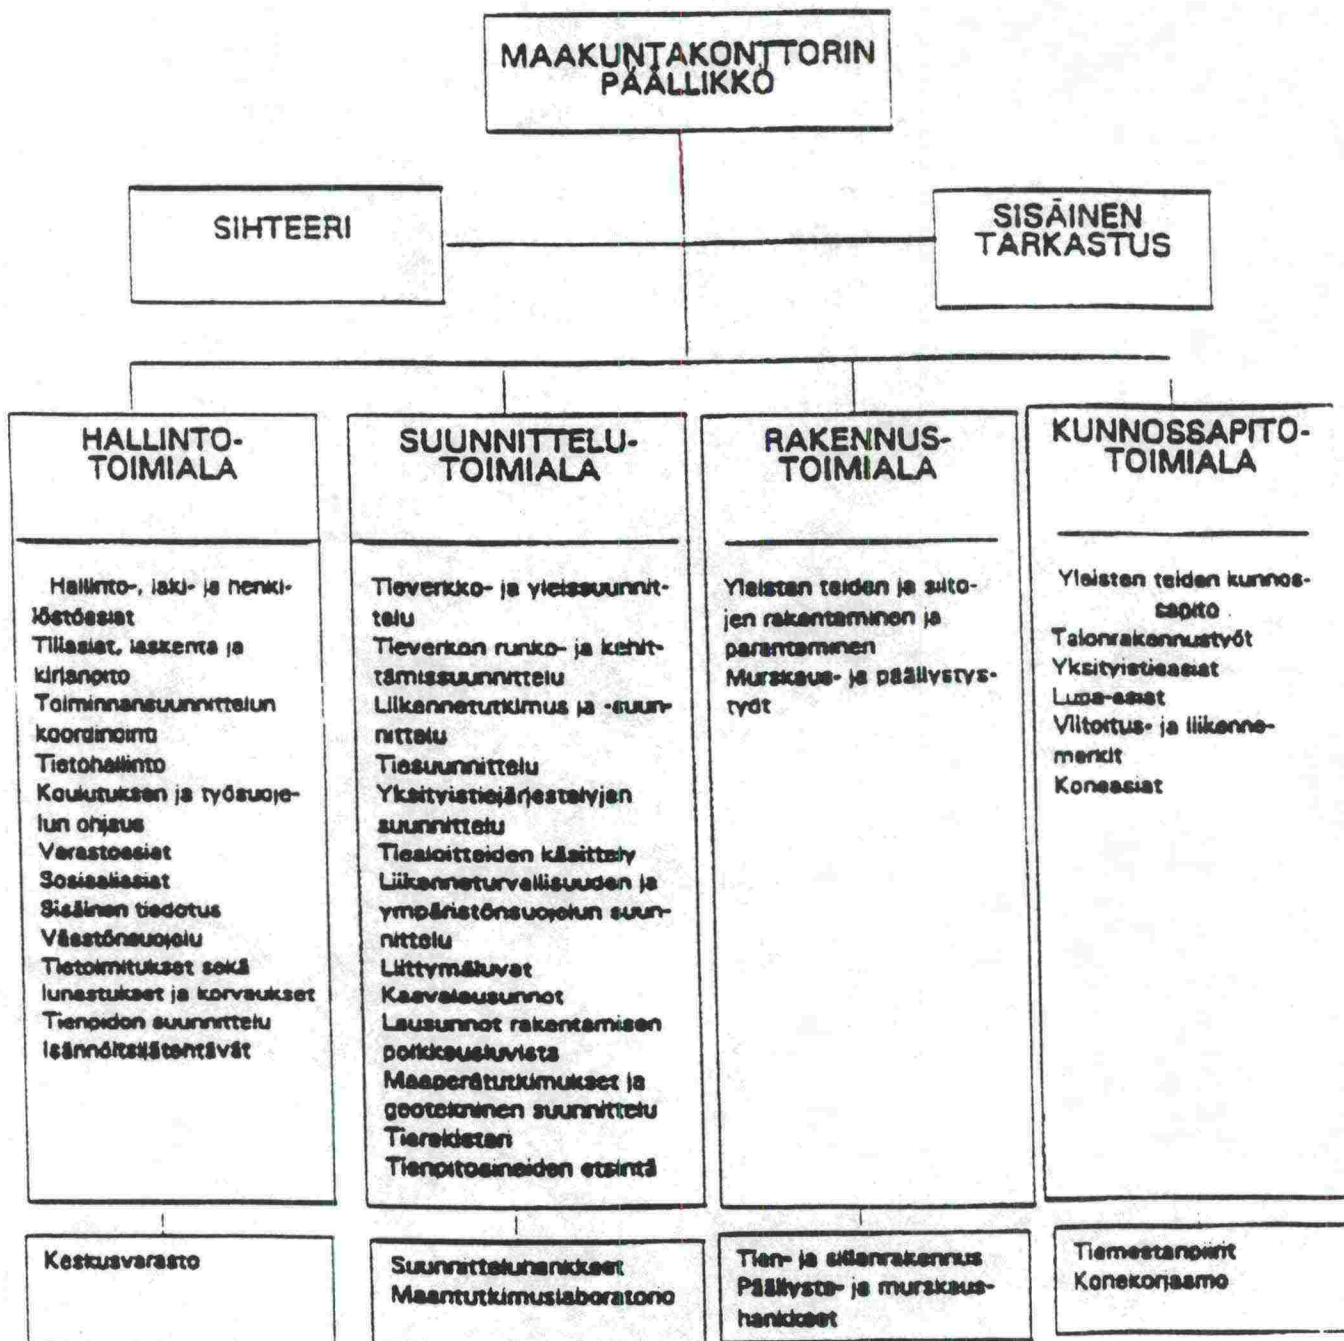 MAAKUNTAKONTTORIN
PÄÄLLIKKÖ
SIHTEERI
SISÄINEN
TARKASTUS
HALLINTO-
TOIMIALA
Hallinto-, laki- ja henki-
löstöasiat
Tiliasiat, laskenta ja
kirjanpito
Toiminnansuunnittelun
koordinointi
Tietohallinto
Koulutuksen ja työsuoje-
lun ohjaus
Varastoasiat
Sosiaaliasiat
Sisäinen tiedotus
Väestönsuojelu
Tietoimitukset sekä
lunastukset ja korvaukset
Tienpidon suunnittelu
Isännöitsijätehtävät
Keskusvarasto
SUUNNITTELU-
TOIMIALA
Tieverkko- ja yleissuunnit-
telu
Tieverkon runko- ja kehit-
tämissuunnittelu
Liikennetutkimus ja -suun-
nittelu
Tiesuunnittelu
Yksityistiejärjestelyjen
suunnittelu
Tiealoitteiden käsittely
Liikenneturvallisuuden ja
ympäristönsuojelun suun-
nittelu
Liittymäluvat
Kaavalausunnot
Lausunnot rakentamisen
poikkeusluvista
Maaperätutkimukset ja
geotekninen suunnittelu
Tierekisteri
Tienpitoaineiden etsintä
Suunnitteluhankkeet
Maantutkimuslaboratorio
RAKENNUS-
TOIMIALA
Yleisten teiden ja silto-
jen rakentaminen ja
parantaminen
Murskaus- ja päällystys-
työt
Tien- ja sillanrakennus
Päällyste- ja murskaus-
hankkeet
KUNNOSSAPITO-
TOIMIALA
Yleisten teiden kunnos-
sapito
Talonrakennustyöt
Yksityistieasiat
Lupa-asiat
Viitoitus- ja liikenne-
merkit
Koneasiat
Tiemestaripiirit
Konekorjaamo